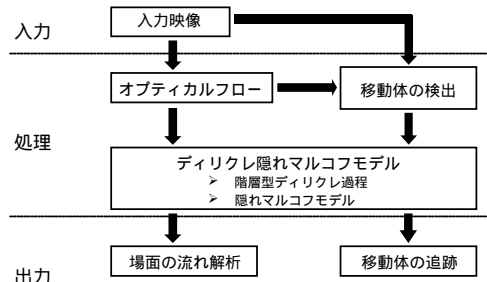 入力
入力映像
オプティカルフロー
移動体の検出
処理
ディリクレ隠れマルコフモデル
➢ 階層型ディリクレ過程
➢ 隠れマルコフモデル
場面の流れ解析
移動体の追跡
出力